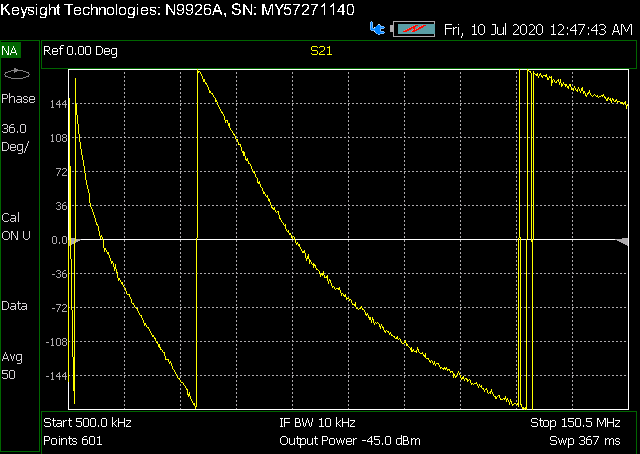 Keysight Technologies: N9926A, SN: MY57271140
Fri, 10 Jul 2020 12:47:43 AM
NA
Ref 0.00 Deg
S21
Phase
36.0
Deg/
Cal
ON U
Data
Avg
50
144
108
72
36
0.0
-36
-72
-108
-144
Start 500.0 kHz
IF BW 10 kHz
Stop 150.5 MHz
Points 601
Output Power -45.0 dBm
Swp 367 ms